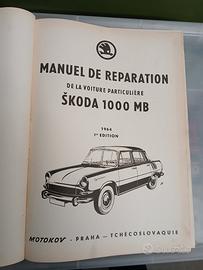 MANUEL DE REPARATION
DE LA VOITURE PARTICULIÈRE
ŠKODA 1000 MB
1964
1re EDITION
MOTOKOV - PRAHA - TCHECOSLOVAQUIE